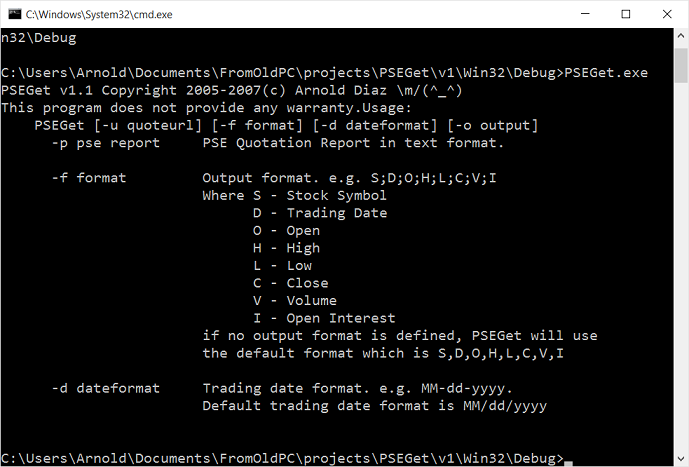 C:\Windows\System32\cmd.exe
n32\Debug
C:\Users\Arnold\Documents\FromOldPC\projects\PSEGet\v1\Win32\Debug>PSEGet.exe
PSEGet v1.1 Copyright 2005-2007(c) Arnold Diaz \m/(^_^)
This program does not provide any warranty.Usage:
    PSEGet [-u quoteurl] [-f format] [-d dateformat] [-o output]
      -p pse report     PSE Quotation Report in text format.
      -f format         Output format. e.g. S;D;O;H;L;C;V;I
                        Where S - Stock Symbol
                              D - Trading Date
                              O - Open
                              H - High
                              L - Low
                              C - Close
                              V - Volume
                              I - Open Interest
                        if no output format is defined, PSEGet will use
                        the default format which is S,D,O,H,L,C,V,I
      -d dateformat     Trading date format. e.g. MM-dd-yyyy.
                        Default trading date format is MM/dd/yyyy
C:\Users\Arnold\Documents\FromOldPC\projects\PSEGet\v1\Win32\Debug>